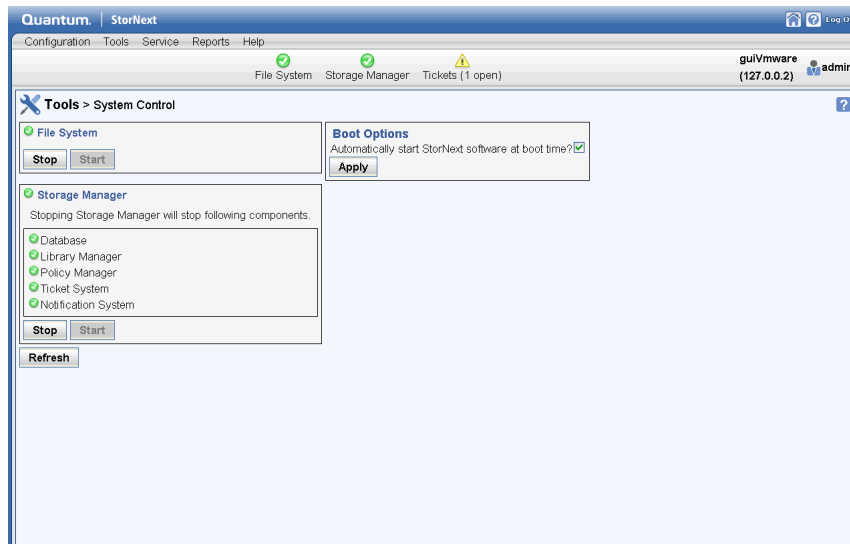 Quantum. | StorNext
Log O
Configuration Tools Service Reports Help
File System Storage Manager Tickets (1 open)
guiVmware
(127.0.0.2)
admin
Tools > System Control
?
File System
Stop Start
Boot Options
Automatically start StorNext software at boot time?
Apply
Storage Manager
Stopping Storage Manager will stop following components.
Database
Library Manager
Policy Manager
Ticket System
Notification System
Stop Start
Refresh